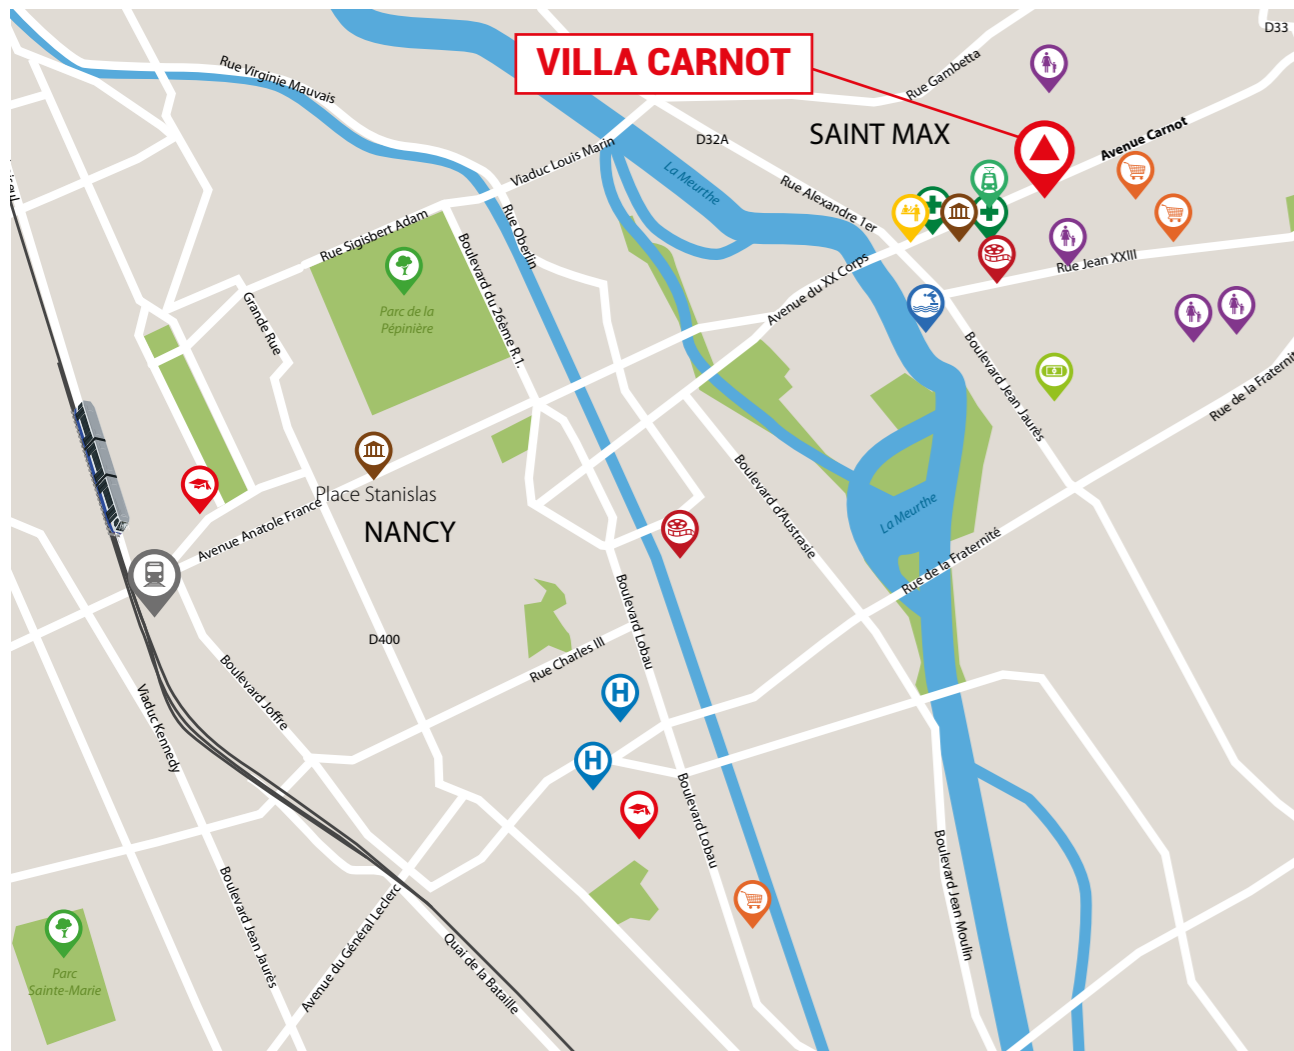 D33
VILLA CARNOT
Rue Gambetta
Rue Virginie Mauvais
D32A
SAINT MAX
Avenue Carnot
Viaduc Louis Marin
La Meurthe
Rue Alexandre 1er
Rue Sigisbert Adam
Rue Oberlin
Boulevard du 26ème R.1.
Rue Jean XXIII
Avenue du XX Corps
Grande Rue
Parc de la
Pépinière
Boulevard Jean Jaurès
Rue de la Fraternit
Place Stanislas
NANCY
Avenue Anatole France
Boulevard d'Austrasie
La Meurthe
Rue de la Fraternité
Boulevard Lobau
D400
Rue Charles III
Boulevard Joffre
Viaduc Kennedy
H
H
Boulevard Lobau
Boulevard Jean Moulin
Boulevard Jean Jaurès
Avenue du Général Leclerc
Quai de la Bataille
Parc
Sainte-Marie